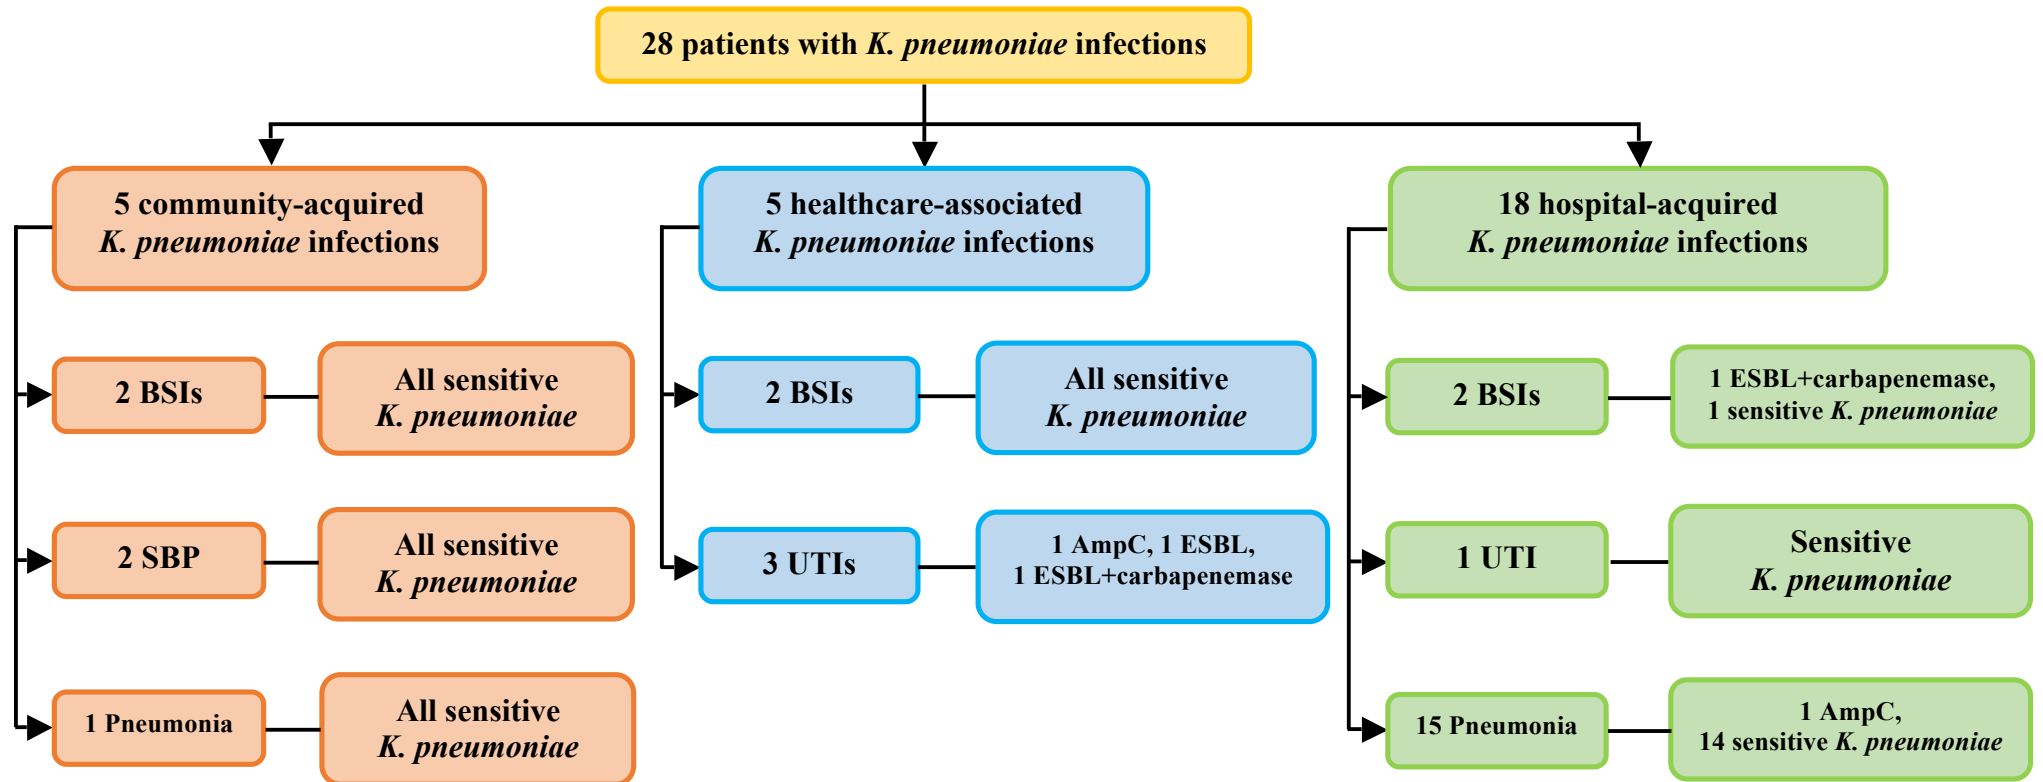 28 patients with K. pneumoniae infections
5 community-acquired
K. pneumoniae infections
5 healthcare-associated
K. pneumoniae infections
18 hospital-acquired
K. pneumoniae infections
2 BSIs
All sensitive
K. pneumoniae
2 SBP
All sensitive
K. pneumoniae
1 Pneumonia
All sensitive
K. pneumoniae
2 BSIs
All sensitive
K. pneumoniae
3 UTIs
1 AmpC, 1 ESBL,
1 ESBL+carbapenemase
2 BSIs
1 ESBL+carbapenemase,
1 sensitive K. pneumoniae
1 UTI
Sensitive
K. pneumoniae
15 Pneumonia
1 AmpC,
14 sensitive K. pneumoniae